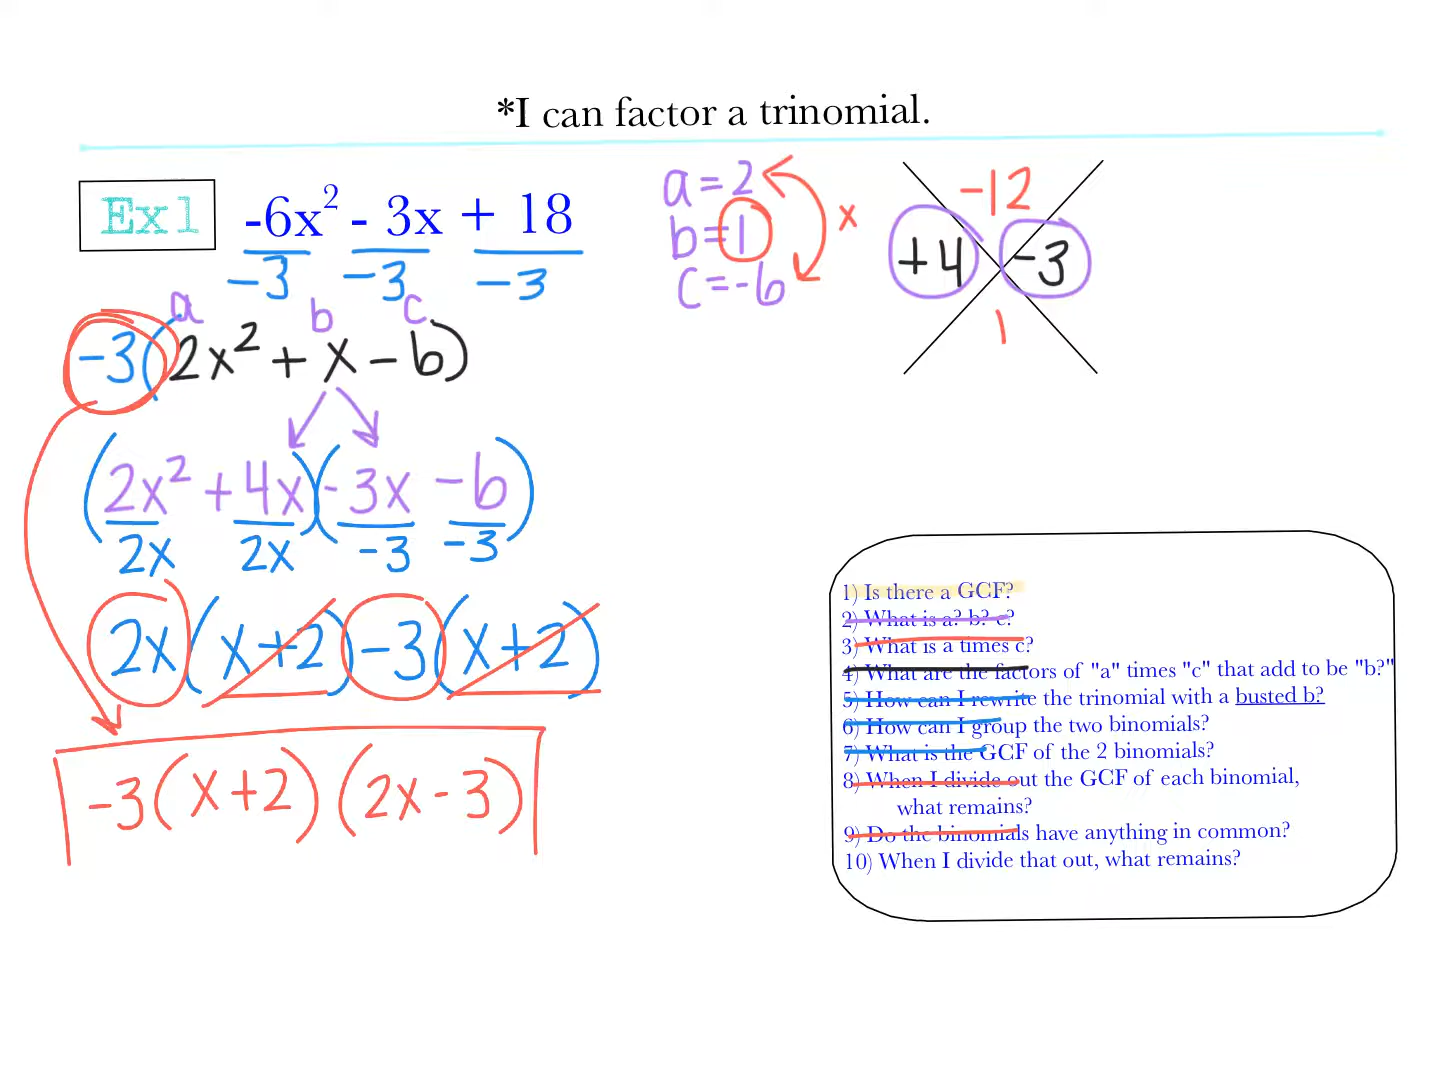 *I can factor a trinomial.
Ex1
-6x² - 3x + 18
-3 -3 -3
a b c
-3(2x² + x - 6)
(2x² + 4x)(-3x - 6)
2x 2x -3 -3
2x(x+2)-3(x+2)
-3(x+2)(2x-3)
a=2
b=1
c=-6
x
-12
+4 -3
1
1) Is there a GCF?
2) What is a? b? c?
3) What is a times c?
4) What are the factors of "a" times "c" that add to be "b?"
5) How can I rewrite the trinomial with a busted b?
6) How can I group the two binomials?
7) What is the GCF of the 2 binomials?
8) When I divide out the GCF of each binomial,
what remains?
9) Do the binomials have anything in common?
10) When I divide that out, what remains?